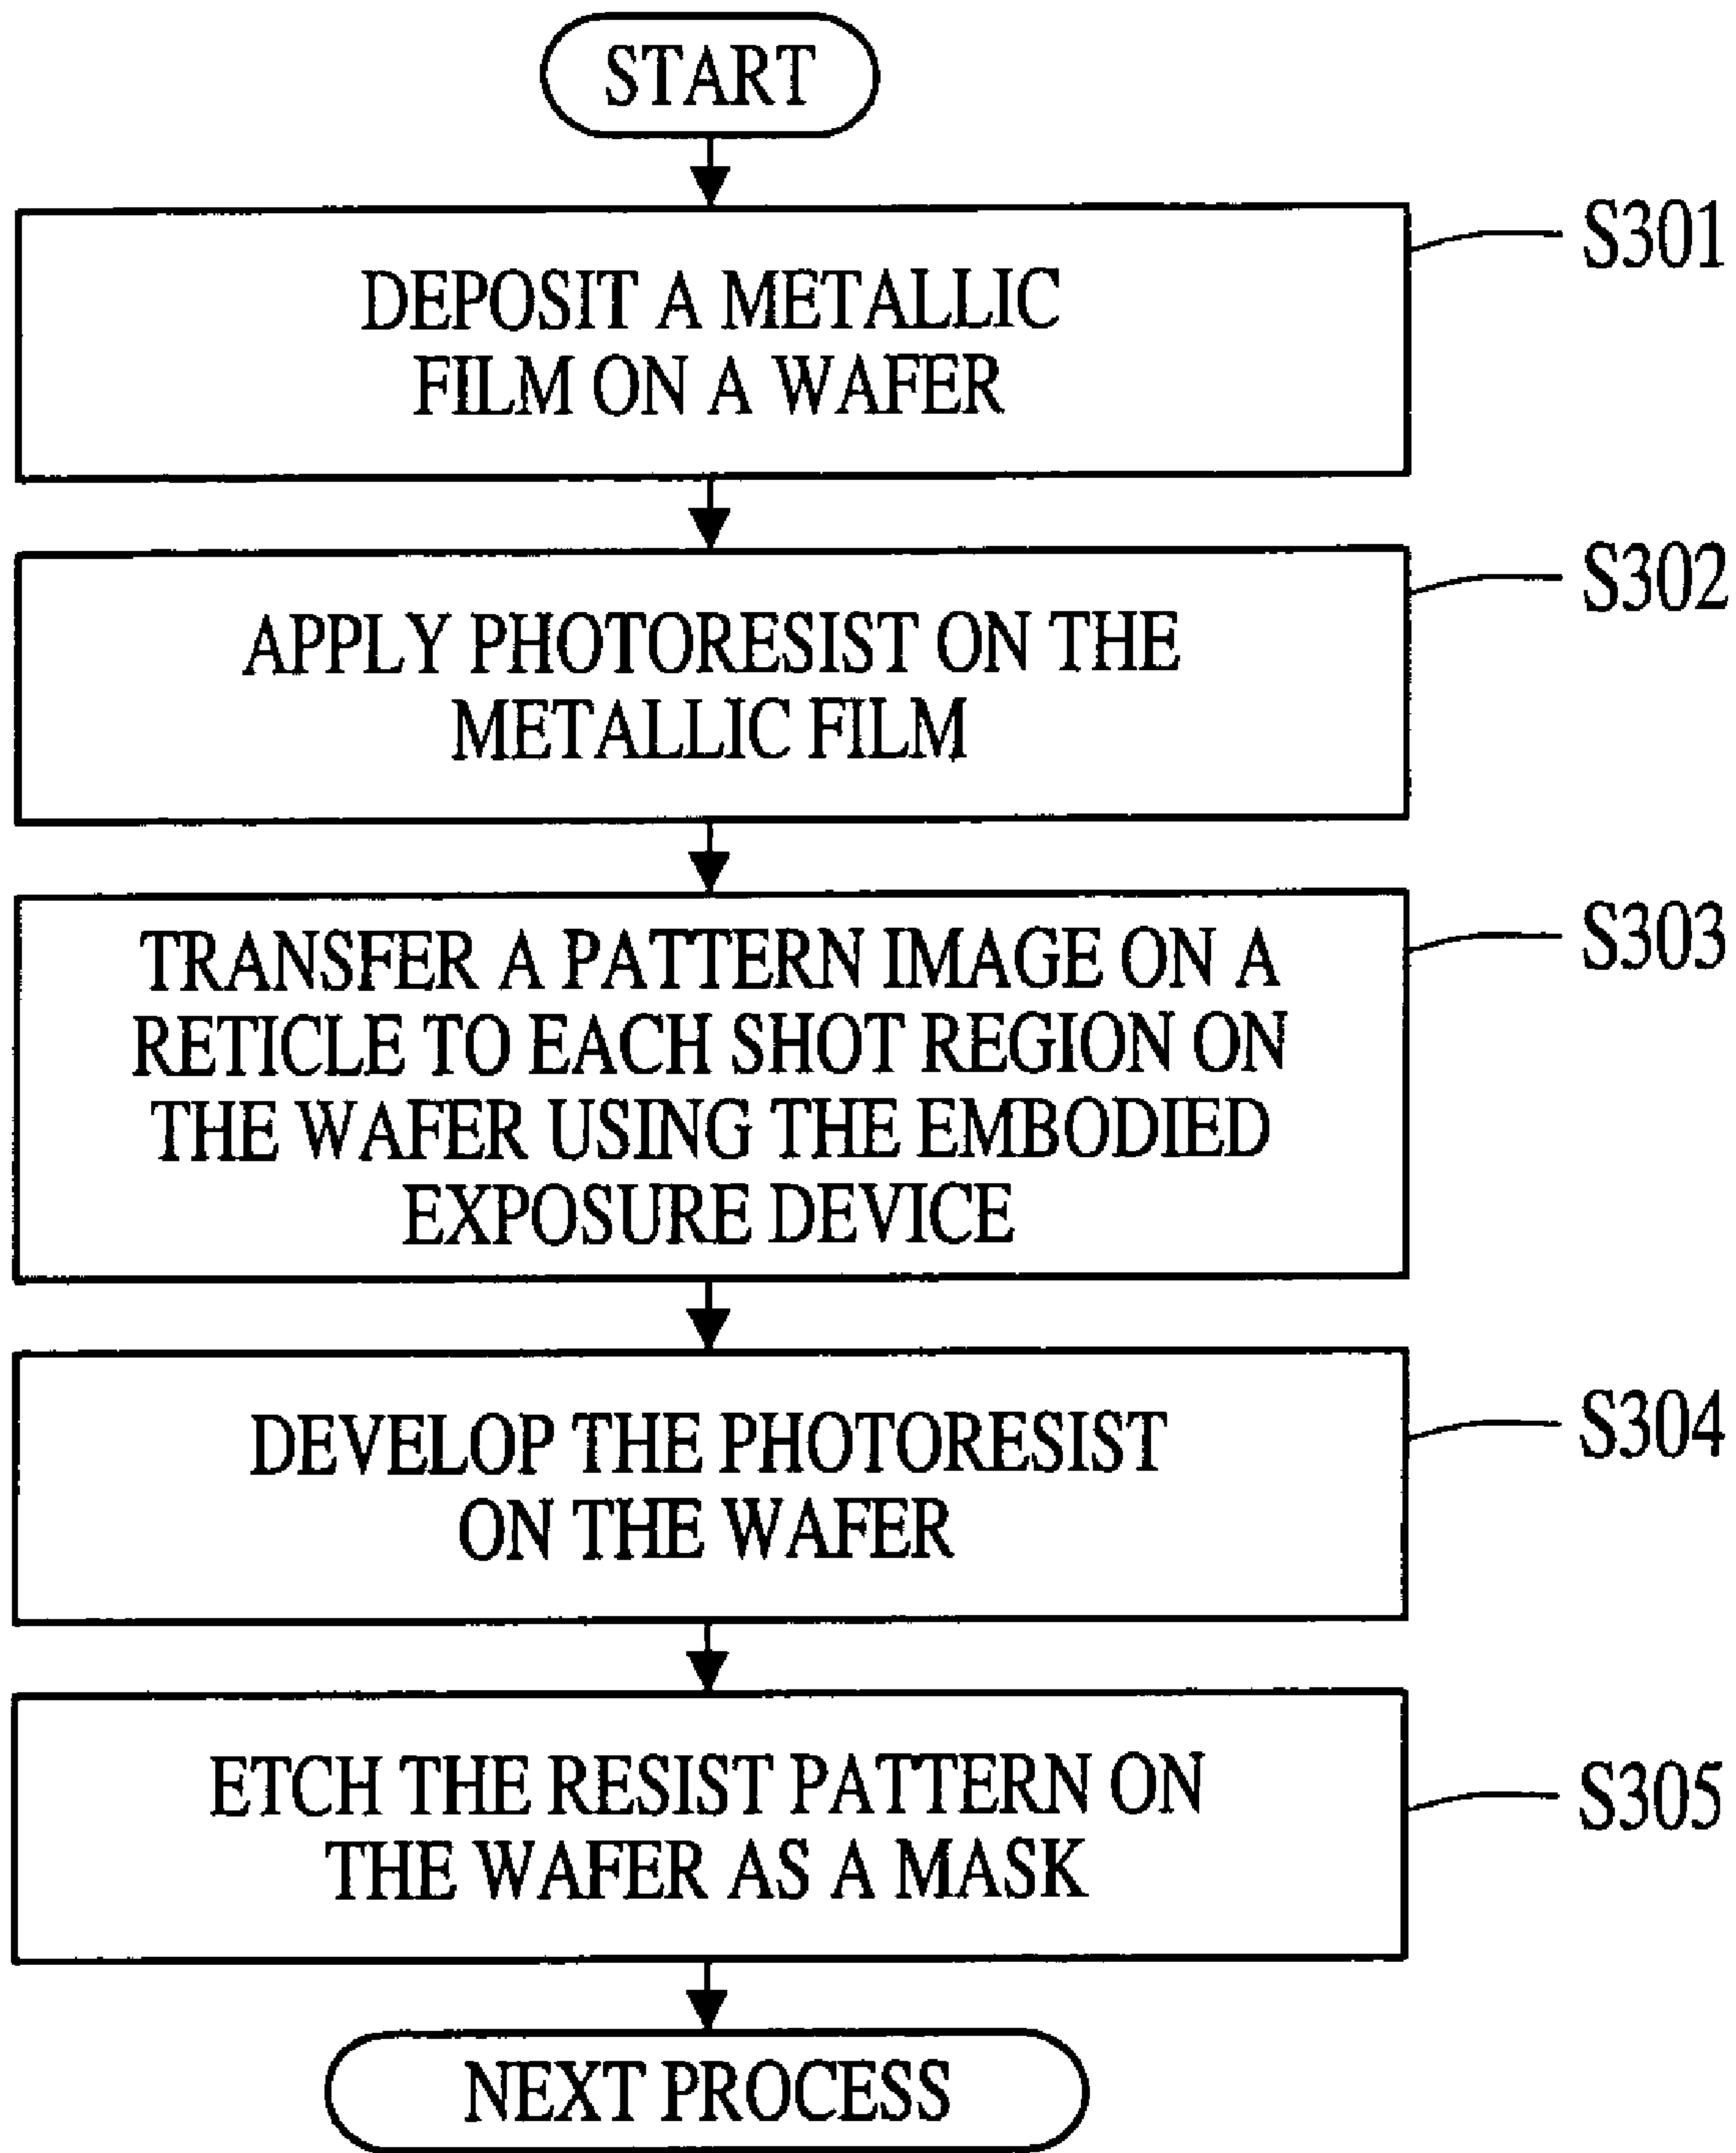 START
DEPOSIT A METALLIC
FILM ON A WAFER
S301
APPLY PHOTORESIST ON THE
METALLIC FILM
S302
TRANSFER A PATTERN IMAGE ON A
RETICLE TO EACH SHOT REGION ON
THE WAFER USING THE EMBODIED
EXPOSURE DEVICE
S303
DEVELOP THE PHOTORESIST
ON THE WAFER
S304
ETCH THE RESIST PATTERN ON
THE WAFER AS A MASK
S305
NEXT PROCESS